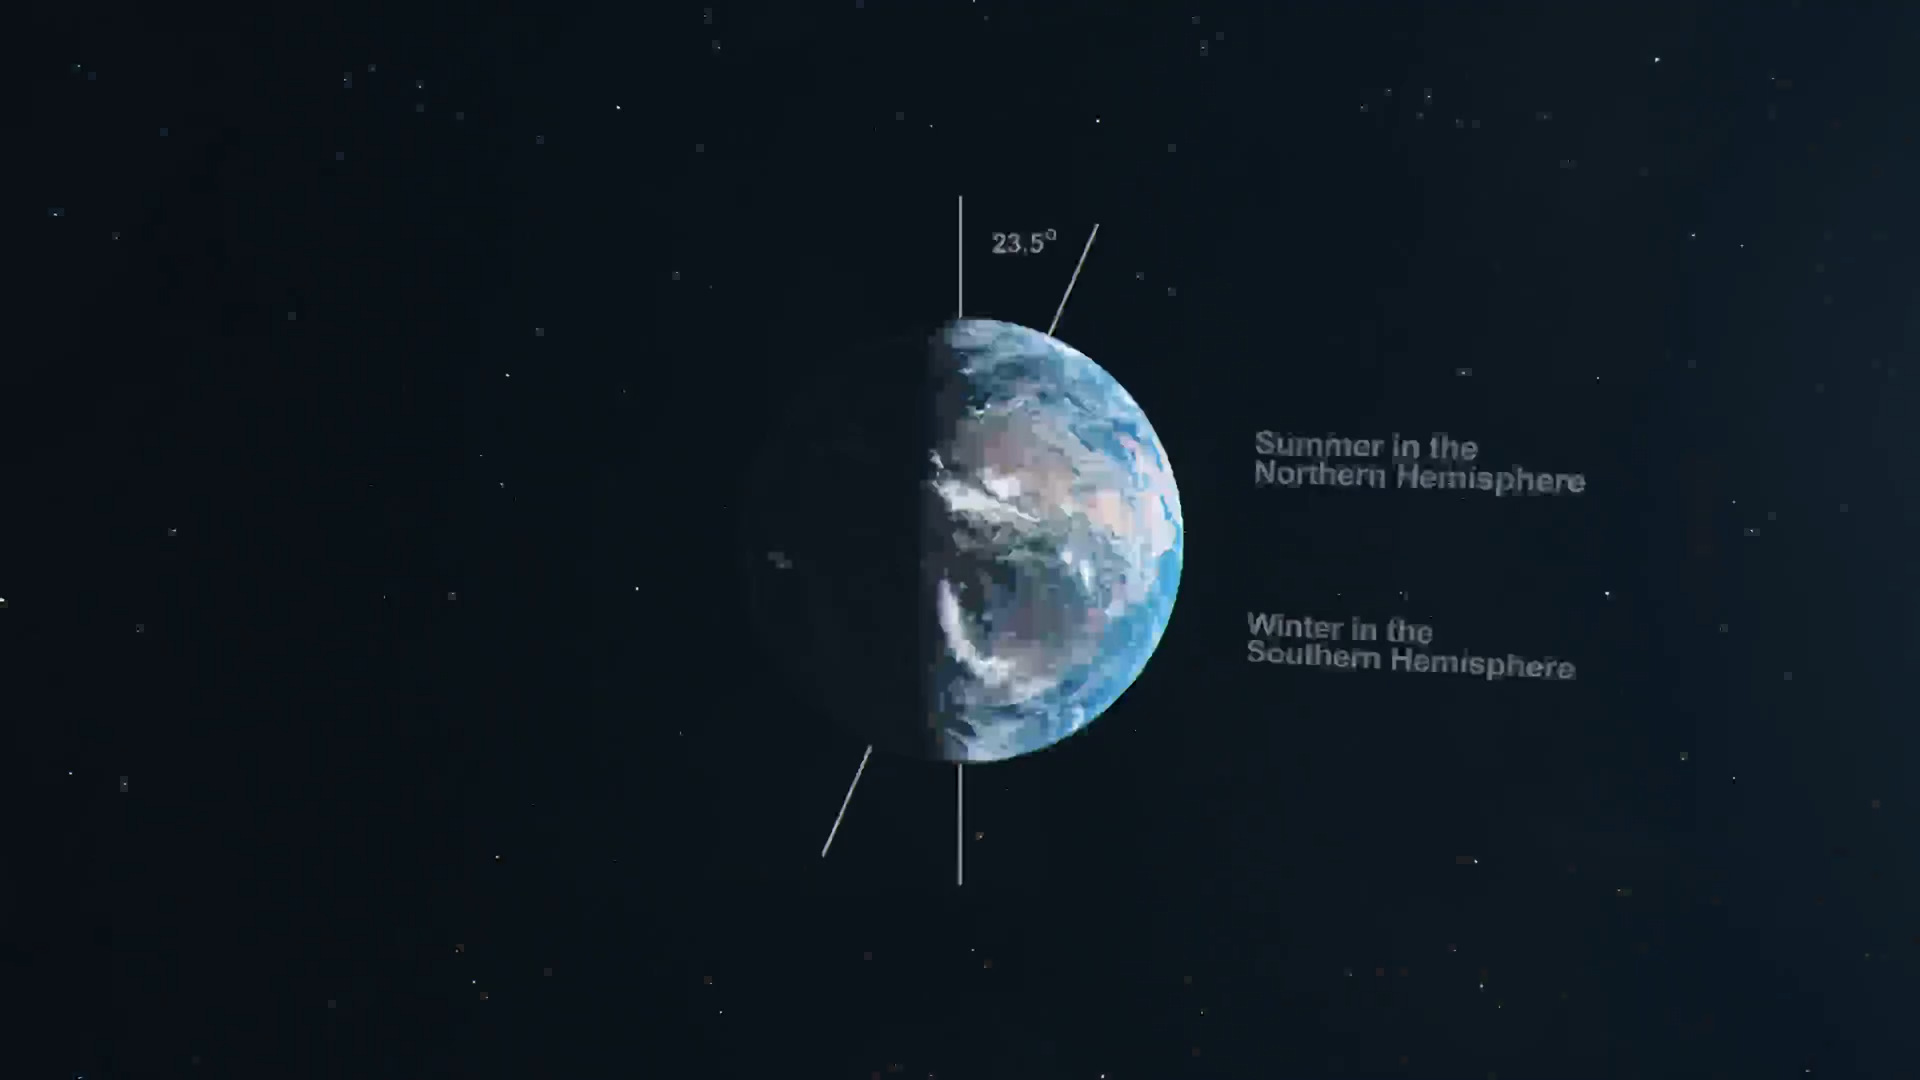 23,5°
Summer in the
Northern Hemisphere
Winter in the
Southern Hemisphere